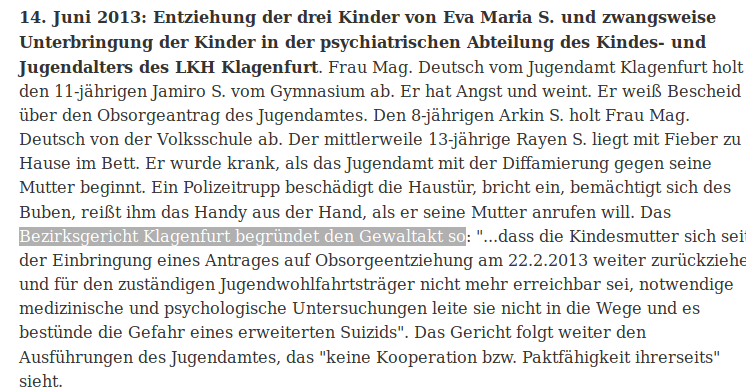 14. Juni 2013: Entziehung der drei Kinder von Eva Maria S. und zwangsweise
Unterbringung der Kinder in der psychiatrischen Abteilung des Kindes- und
Jugendalters des LKH Klagenfurt. Frau Mag. Deutsch vom Jugendamt Klagenfurt holt
den 11-jährigen Jamiro S. vom Gymnasium ab. Er hat Angst und weint. Er weiß Bescheid
über den Obsorgeantrag des Jugendamtes. Den 8-jährigen Arkin S. holt Frau Mag.
Deutsch von der Volksschule ab. Der mittlerweile 13-jährige Rayen S. liegt mit Fieber zu
Hause im Bett. Er wurde krank, als das Jugendamt mit der Diffamierung gegen seine
Mutter beginnt. Ein Polizeitrupp beschädigt die Haustür, bricht ein, bemächtigt sich des
Buben, reißt ihm das Handy aus der Hand, als er seine Mutter anrufen will. Das
Bezirksgericht Klagenfurt begründet den Gewaltakt so: "...dass die Kindesmutter sich seit
der Einbringung eines Antrages auf Obsorgeentziehung am 22.2.2013 weiter zurückziehe
und für den zuständigen Jugendwohlfahrtsträger nicht mehr erreichbar sei, notwendige
medizinische und psychologische Untersuchungen leite sie nicht in die Wege und es
bestünde die Gefahr eines erweiterten Suizids". Das Gericht folgt weiter den
Ausführungen des Jugendamtes, das "keine Kooperation bzw. Paktfähigkeit ihrerseits"
sieht.